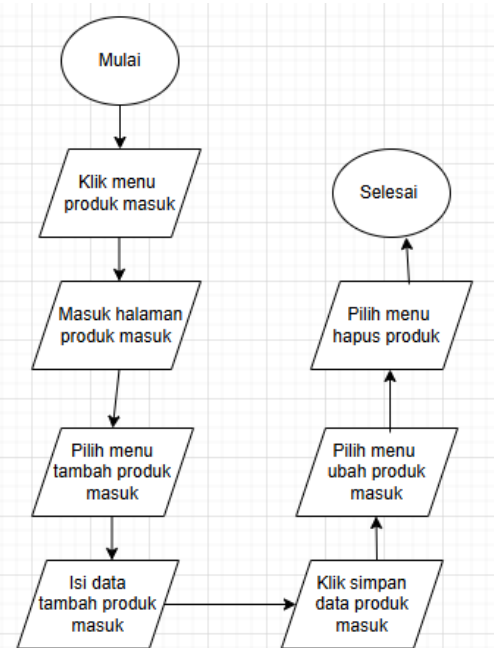 Mulai
Klik menu
produk masuk
Masuk halaman
produk masuk
Pilih menu
tambah produk
masuk
Isi data
tambah produk
masuk
Klik simpan
data produk
masuk
Pilih menu
ubah produk
masuk
Pilih menu
hapus produk
Selesai